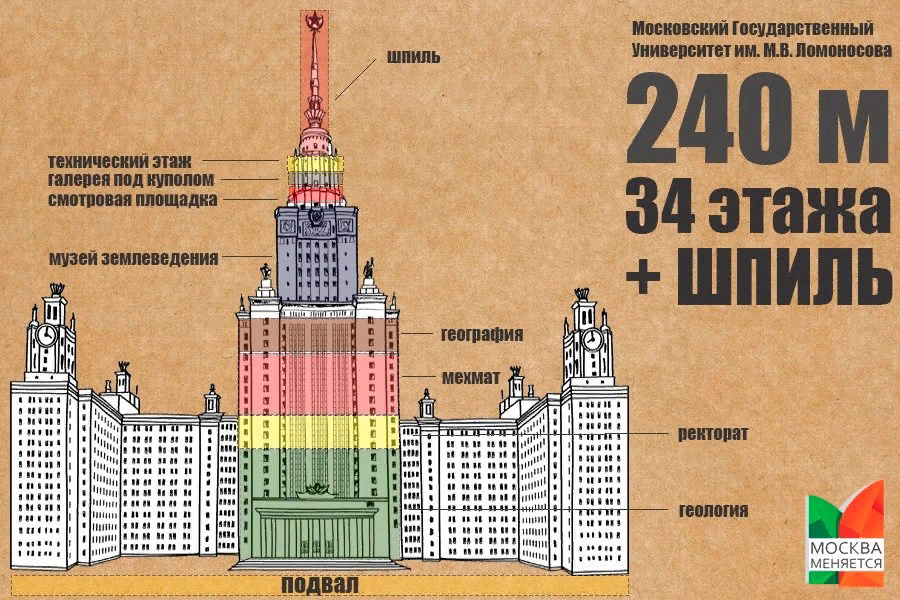 Московский Государственный
Университет им. М.В. Ломоносова
240 м
34 этажа
+ ШПИЛЬ
шпиль
технический этаж
галерея под куполом
смотровая площадка
музей землеведения
география
мехмат
ректорат
геология
подвал
МОСКВА
МЕНЯЕТСЯ